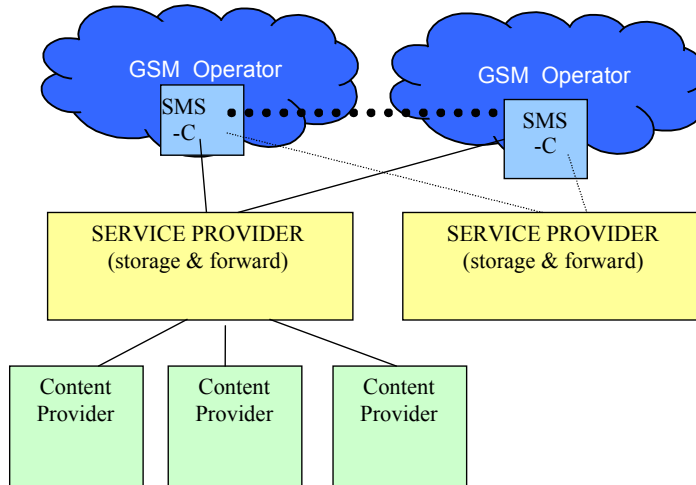 GSM Operator
GSM Operator
SMS
-C
SMS
-C
SERVICE PROVIDER
(storage & forward)
SERVICE PROVIDER
(storage & forward)
Content
Provider
Content
Provider
Content
Provider